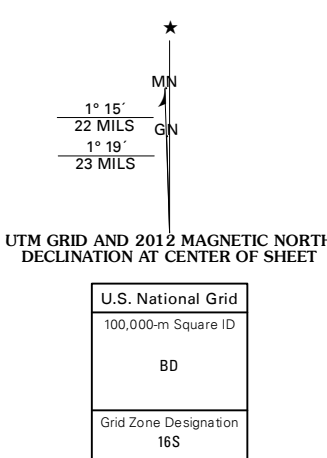 ★
MN
1° 15´
22 MILS
GN
1° 19´
23 MILS
UTM GRID AND 2012 MAGNETIC NORTH
DECLINATION AT CENTER OF SHEET
U.S. National Grid
100,000-m Square ID
BD
Grid Zone Designation
16S